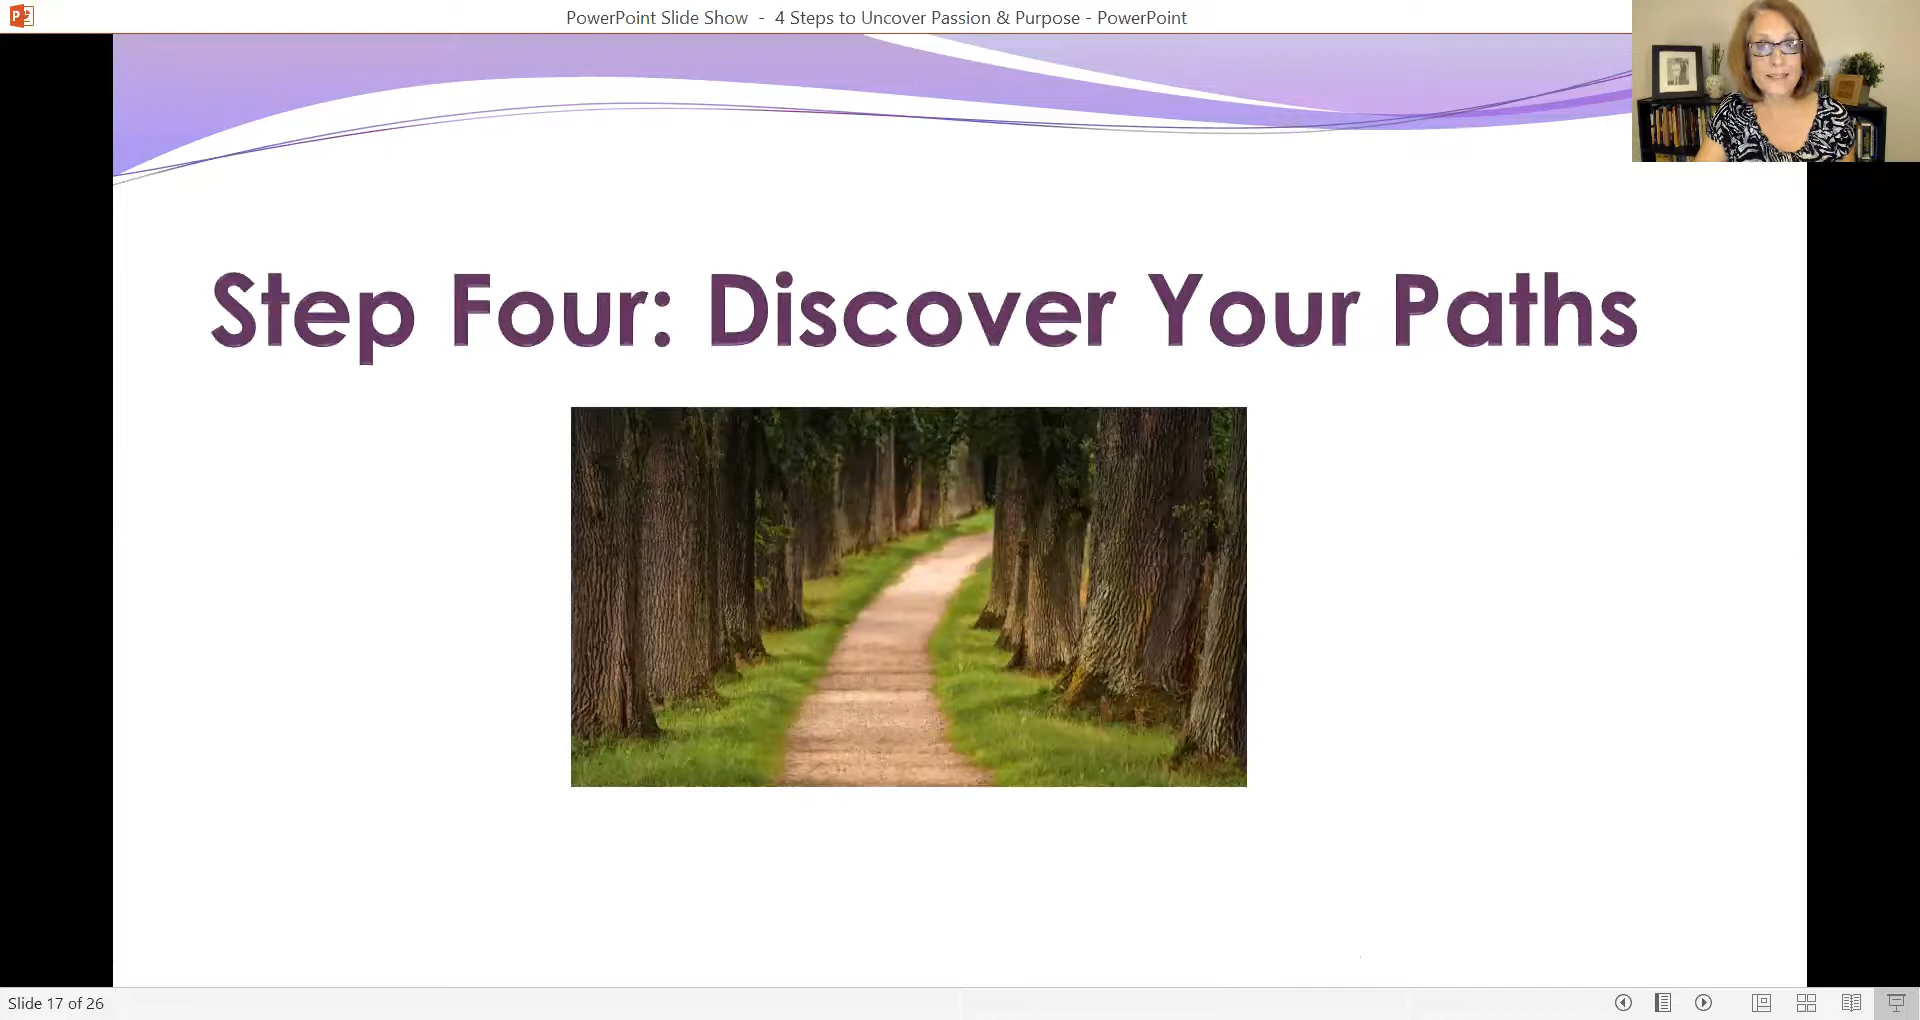 PowerPoint Slide Show - 4 Steps to Uncover Passion & Purpose - PowerPoint
Step Four: Discover Your Paths
Slide 17 of 26